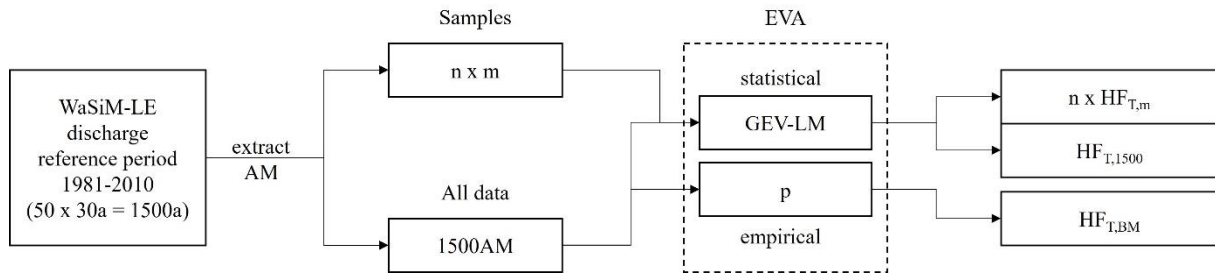 Samples
EVA
n x m
statistical
WaSiM-LE
discharge
reference period
1981-2010
(50 x 30a = 1500a)
extract
AM
GEV-LM
n x HF_T,m
HF_T,1500
All data
p
1500AM
empirical
HF_T,BM